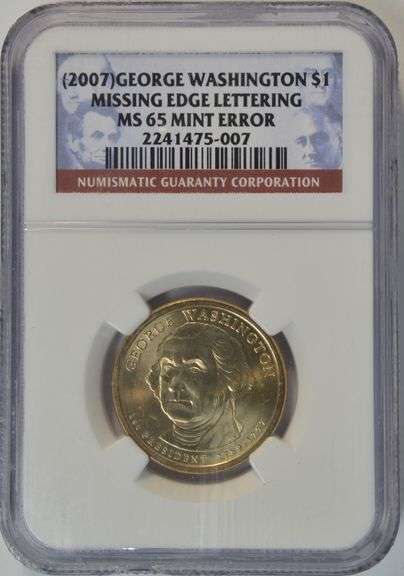 (2007)GEORGE WASHINGTON $1
MISSING EDGE LETTERING
MS 65 MINT ERROR
2241475-007
NUMISMATIC GUARANTY CORPORATION
GEORGE WASHINGTON
1st PRESIDENT 1789-1797